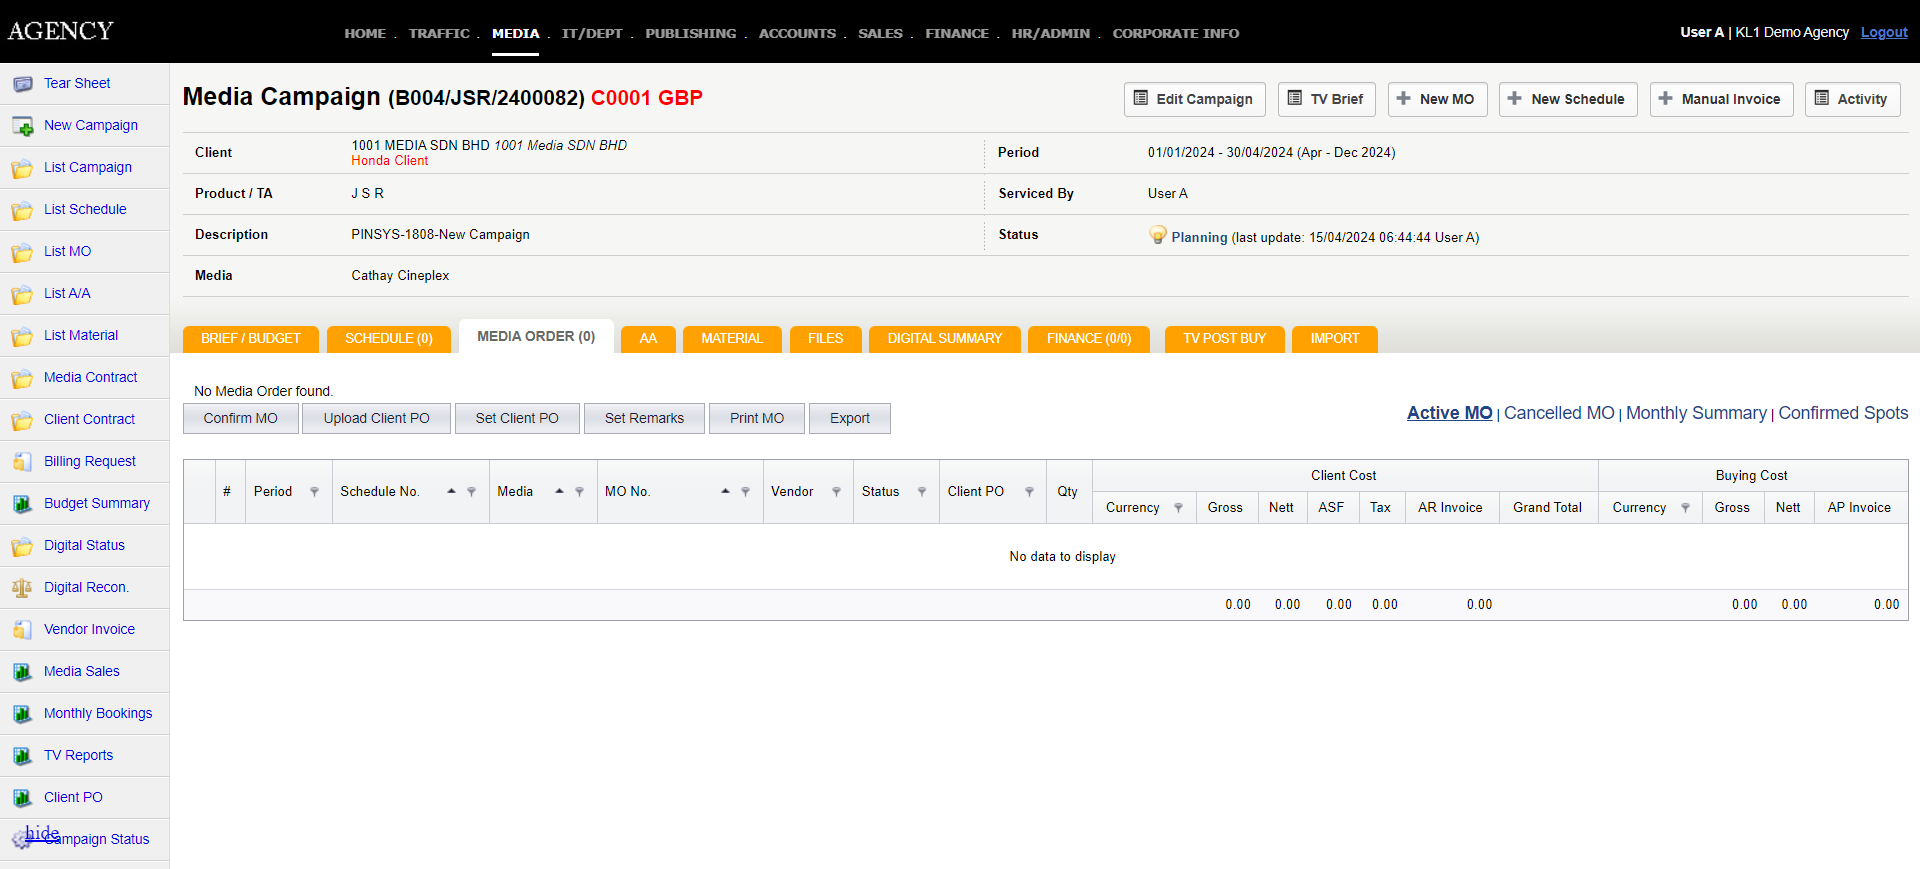 AGENCY
HOME . TRAFFIC . MEDIA . IT/DEPT . PUBLISHING . ACCOUNTS . SALES . FINANCE . HR/ADMIN . CORPORATE INFO
User A | KL1 Demo Agency Logout
Tear Sheet
New Campaign
List Campaign
List Schedule
List MO
List A/A
List Material
Media Contract
Client Contract
Billing Request
Budget Summary
Digital Status
Digital Recon.
Vendor Invoice
Media Sales
Monthly Bookings
TV Reports
Client PO
hide
Campaign Status
Media Campaign (B004/JSR/2400082) C0001 GBP
Edit Campaign TV Brief New MO New Schedule Manual Invoice Activity
Client 1001 MEDIA SDN BHD 1001 Media SDN BHD
Honda Client
Period 01/01/2024 - 30/04/2024 (Apr - Dec 2024)
Product / TA J S R
Serviced By User A
Description PINSYS-1808-New Campaign
Status Planning (last update: 15/04/2024 06:44:44 User A)
Media Cathay Cineplex
BRIEF / BUDGET SCHEDULE (0) MEDIA ORDER (0) AA MATERIAL FILES DIGITAL SUMMARY FINANCE (0/0) TV POST BUY IMPORT
No Media Order found.
Confirm MO Upload Client PO Set Client PO Set Remarks Print MO Export
Active MO | Cancelled MO | Monthly Summary | Confirmed Spots
# Period Schedule No. Media MO No. Vendor Status Client PO Qty Client Cost Buying Cost
Currency Gross Nett ASF Tax AR Invoice Grand Total Currency Gross Nett AP Invoice
No data to display
0.00 0.00 0.00 0.00 0.00 0.00 0.00 0.00